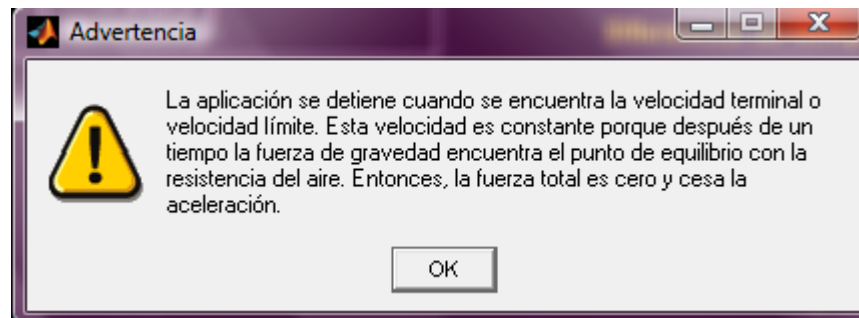 Advertencia
La aplicación se detiene cuando se encuentra la velocidad terminal o
velocidad límite. Esta velocidad es constante porque después de un
tiempo la fuerza de gravedad encuentra el punto de equilibrio con la
resistencia del aire. Entonces, la fuerza total es cero y cesa la
aceleración.
OK